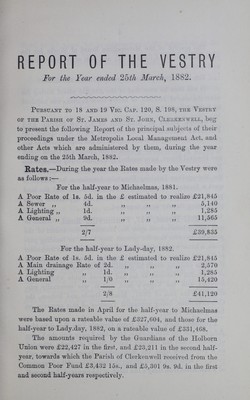 REPORT OF THE VESTRY
For the Year ended 25th March, 1882.
PURSUANT TO 18 AND 19 VIC. CAP. 120, S. 198, THE VESTRY
OF THE PARISH OF ST. JAMES AND ST. JOHN, CLERKENWELL, beg
to present the following Report of the principal subjects of their
proceedings under the Metropolis Local Management Act, and
other Acts which are administered by them, during the year
ending on the 25th March, 1882.
Rates.—During the year the Rates made by the Vestry were
as follows:—
For the half-year to Michaelmas, 1881.
A Poor Rate of 1s. 5d. in the £ estimated to realize £21,845
A Sewer „ 4d. „ „ „ 5,140
A Lighting „ 1d. „ „ „ 1,285
A General „ 9d. „ „ „ 11,565
2/7 £39,835
For the half-year to Lady-day, 1882.
A Poor Rate of 1s. 5d. in the £ estimated to realize £21,845
A Main drainage Rate of 2d. „ „ „ 2,570
A Lighting „ 1d. „ „ „ 1,285
A General „ 1/0 „ „ „ 15,420
2/8 £41,120
The Rates made in April for the half-year to Michaelmas
were based upon a rateable value of £327,604, and those for the
half-year to Lady-day, 1882, on a rateable value of £331,468.
The amounts required by the Guardians of the Holborn
Union were £22,427 in the first, and £23,211 in the second half-
year, towards which the Parish of Clerkenwell received from the
Common Poor Fund £3,432 15s., and £5,301 9s. 9d. in the first
and second half-years respectively.